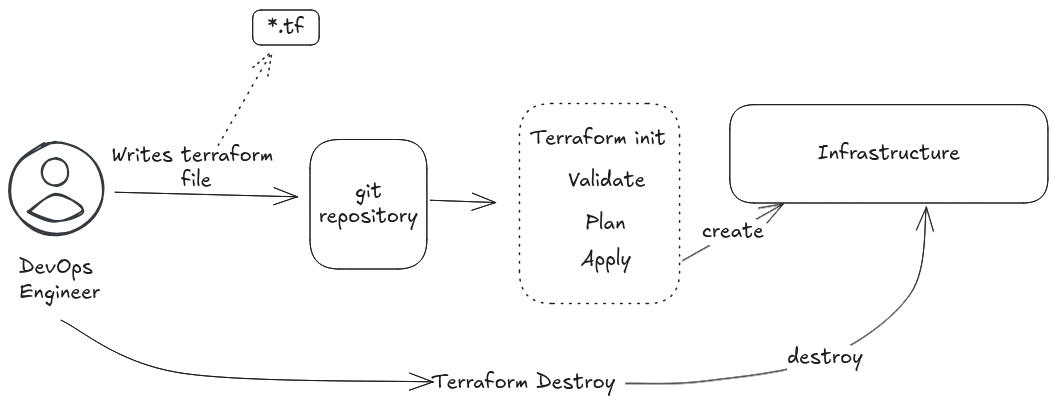 *.tf
Writes terraform
file
git
repository
Terraform init
Validate
Plan
Apply
create
Infrastructure
DevOps
Engineer
Terraform Destroy
destroy